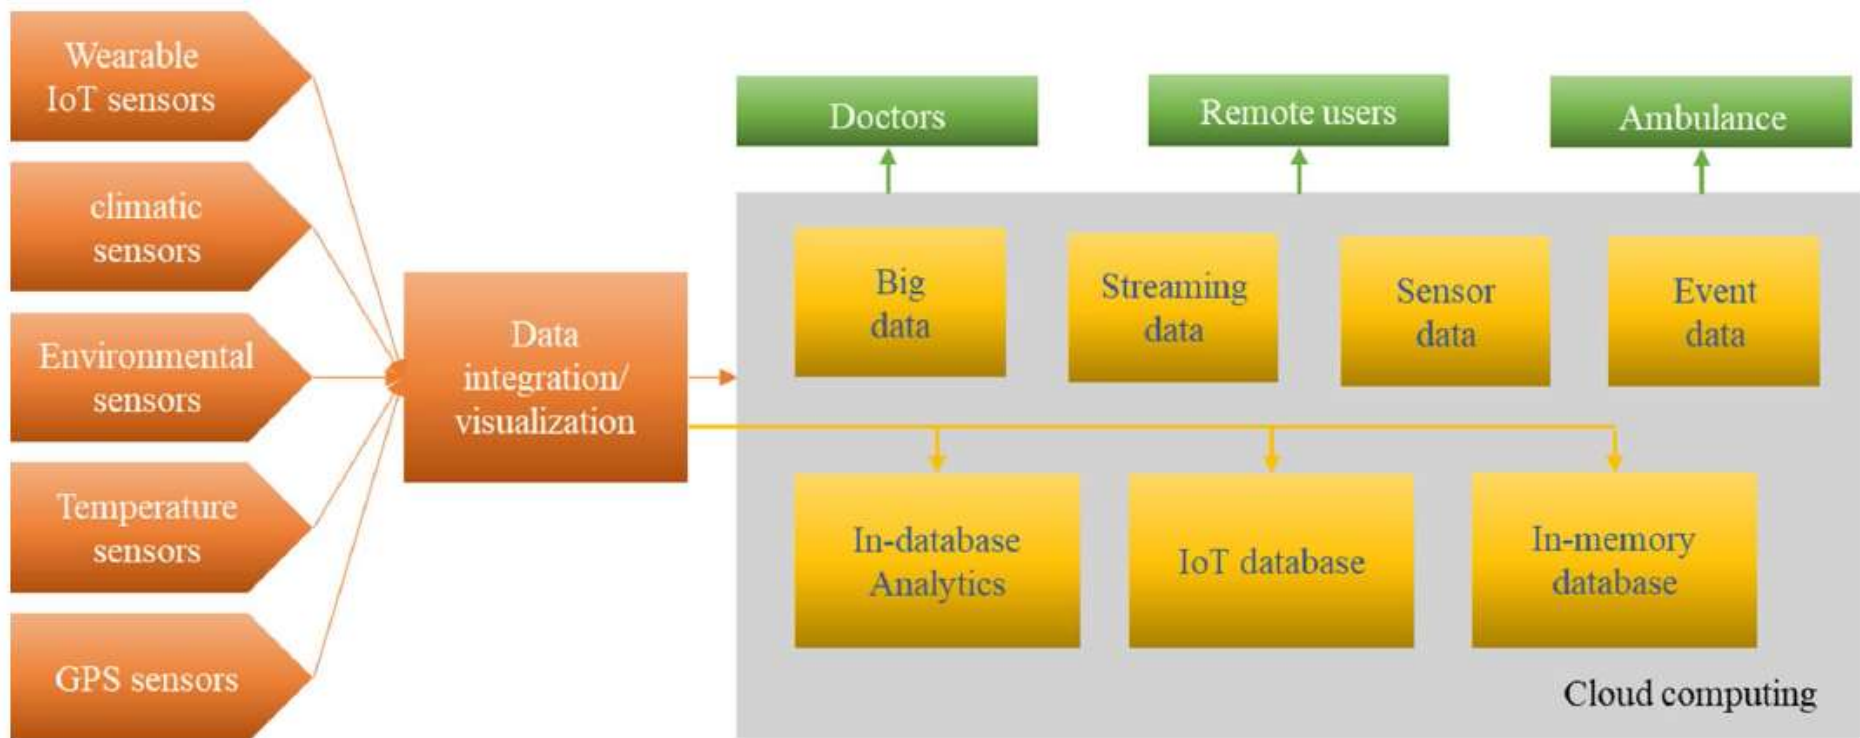 Wearable
IoT sensors
climatic
sensors
Environmental
sensors
Temperature
sensors
GPS sensors
Data
integration/
visualization
Doctors
Remote users
Ambulance
Big
data
Streaming
data
Sensor
data
Event
data
In-database
Analytics
IoT database
In-memory
database
Cloud computing